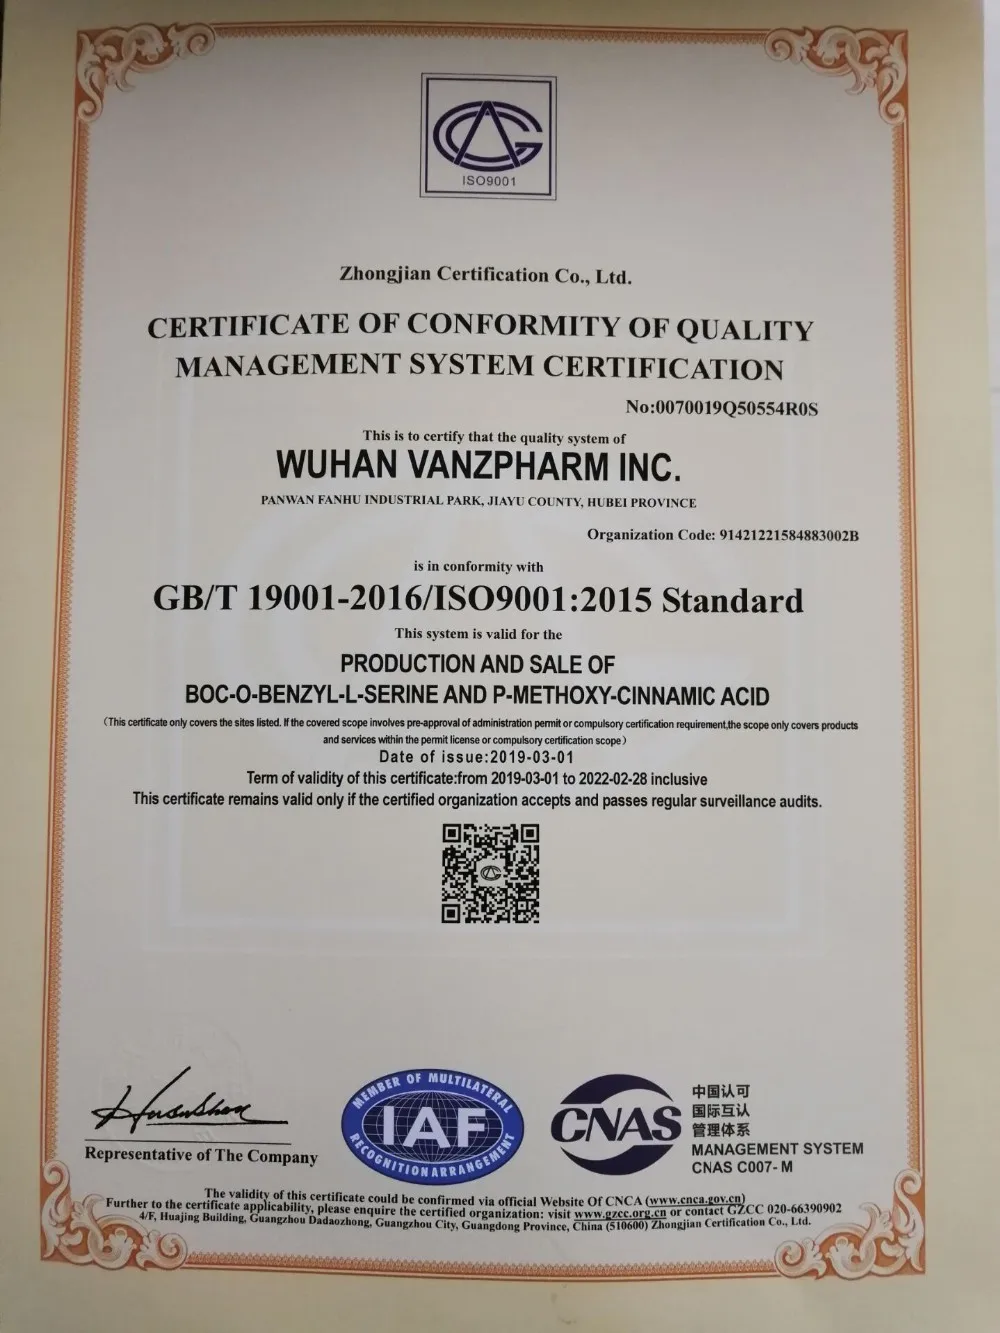 ISO9001
Zhongjian Certification Co., Ltd.
CERTIFICATE OF CONFORMITY OF QUALITY
MANAGEMENT SYSTEM CERTIFICATION
No:0070019Q50554R0S
This is to certify that the quality system of
WUHAN VANZPHARM INC.
PANWAN FANHU INDUSTRIAL PARK, JIAYU COUNTY, HUBEI PROVINCE
Organization Code: 91421221584883002B
is in conformity with
GB/T 19001-2016/ISO9001:2015 Standard
This system is valid for the
PRODUCTION AND SALE OF
BOC-O-BENZYL-L-SERINE AND P-METHOXY-CINNAMIC ACID
(This certificate only covers the sites listed. If the covered scope involves pre-approval of administration permit or compulsory certification requirement,the scope only covers products
and services within the permit license or compulsory certification scope)
Date of issue:2019-03-01
Term of validity of this certificate:from 2019-03-01 to 2022-02-28 inclusive
This certificate remains valid only if the certified organization accepts and passes regular surveillance audits.
Representative of The Company
MEMBER OF MULTILATERAL
IAF
RECOGNITION ARRANGEMENT
CNAS
中国认可
国际互认
管理体系
MANAGEMENT SYSTEM
CNAS C007-M
The validity of this certificate could be confirmed via official Website Of CNCA (www.cnca.gov.cn)
Further to the certificate applicability, please enquire the certified organization: visit www.gzcc.org.cn or contact GZCC 020-66390902
4/F, Huajing Building, Guangzhou Dadaozhong, Guangzhou City, Guangdong Province, China (510600) Zhongjian Certification Co., Ltd.